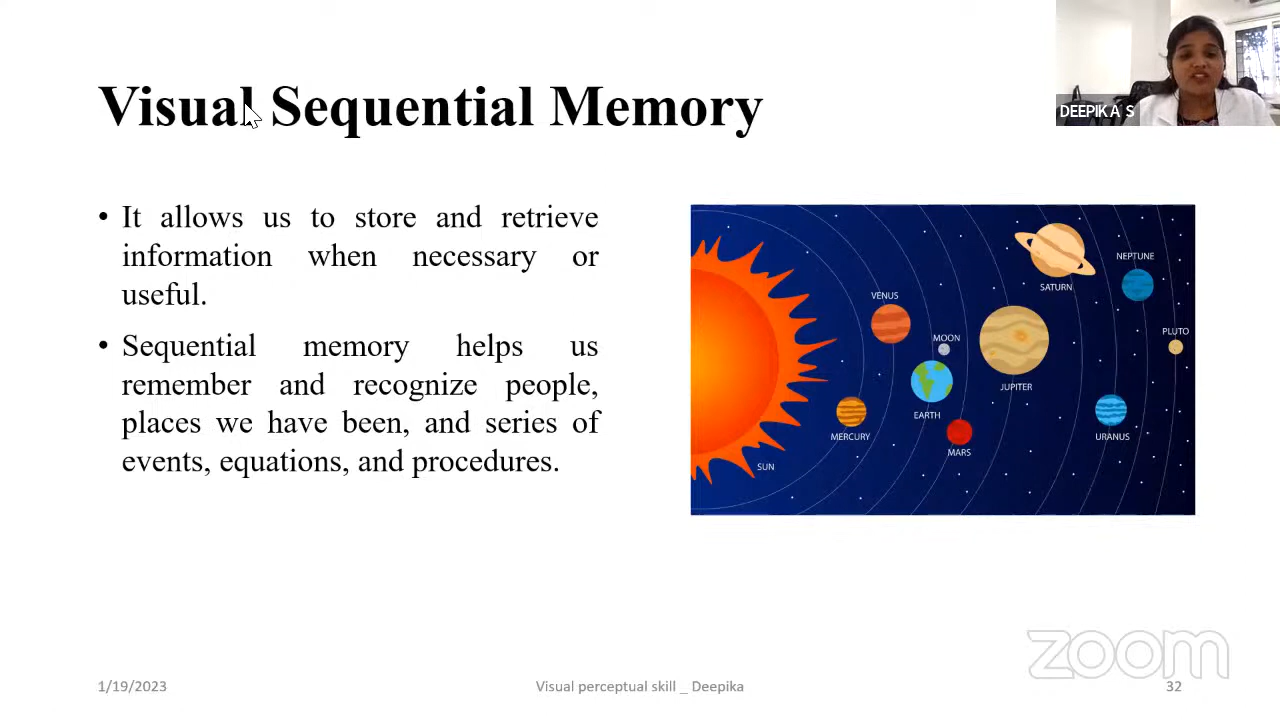 Visual Sequential Memory
DEEPIKA S
• It allows us to store and retrieve
information when necessary or
useful.
• Sequential memory helps us
remember and recognize people,
places we have been, and series of
events, equations, and procedures.
SATURN
NEPTUNE
VENUS
MOON
PLUTO
JUPITER
EARTH
MERCURY
URANUS
MARS
SUN
zoom
1/19/2023
Visual perceptual skill _ Deepika
32